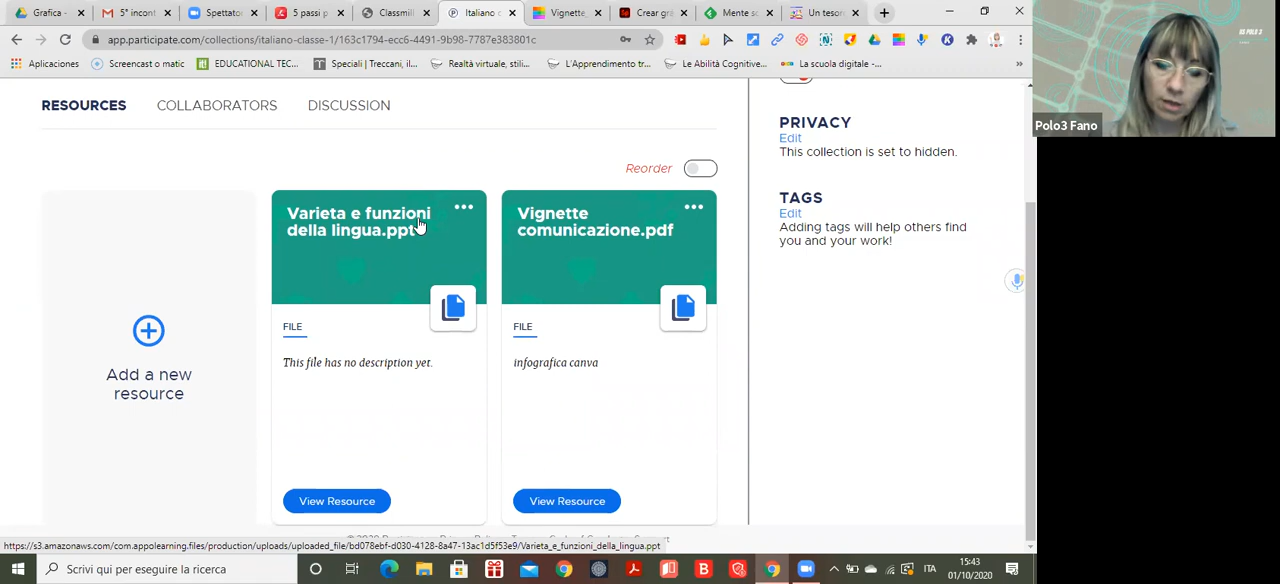 Grafica -
5° incont
Spettator
5 passi p
Classmill
Italiano c
Vignette_
Crear gra
Mente sc
Un tesor
app.participate.com/collections/italiano-classe-1/163c1794-ecc6-4491-9b98-7787e383801c
Applicazioni
Screencast o matic
EDUCATIONAL TEC...
Speciali | Treccani, il...
Realtà virtuale, stili...
L'Apprendimento tr...
Le Abilità Cognitive...
La scuola digitale -...
»
RESOURCES
COLLABORATORS
DISCUSSION
Reorder
Add a new
resource
Varieta e funzioni
della lingua.ppt
FILE
This file has no description yet.
View Resource
Vignette
comunicazione.pdf
FILE
infografica canva
View Resource
PRIVACY
Edit
This collection is set to hidden.
TAGS
Edit
Adding tags will help others find
you and your work!
https://s3.amazonaws.com/com.appolearning.files/production/uploads/uploaded_file/bd078ebf-d030-4128-8a47-13ac1d5f53e9/Varieta_e_funzioni_della_lingua.ppt
Scrivi qui per eseguire la ricerca
ITA
15:43
01/10/2020
Polo3 Fano